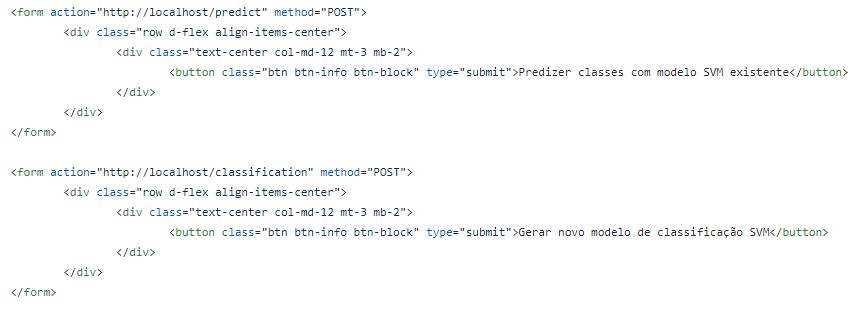 <form action="http://localhost/predict" method="POST">
<div class="row d-flex align-items-center">
<div class="text-center col-md-12 mt-3 mb-2">
<button class="btn btn-info btn-block" type="submit">Predizer classes com modelo SVM existente</button>
</div>
</div>
</form>
<form action="http://localhost/classification" method="POST">
<div class="row d-flex align-items-center">
<div class="text-center col-md-12 mt-3 mb-2">
<button class="btn btn-info btn-block" type="submit">Gerar novo modelo de classificação SVM</button>
</div>
</div>
</form>